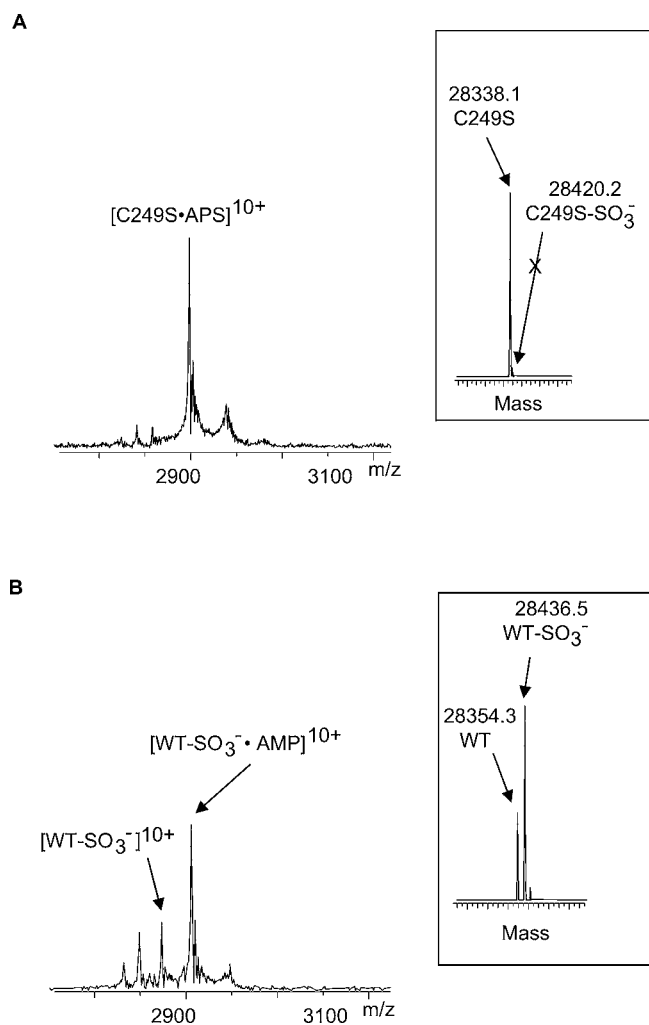 A
28338.1
C249S
28420.2
C249S-SO3⁻
X
[C249S•APS]10+
Mass
2900
3100
m/z
B
28436.5
WT-SO3⁻
28354.3
WT
[WT-SO3⁻• AMP]10+
[WT-SO3⁻]10+
Mass
2900
3100
m/z